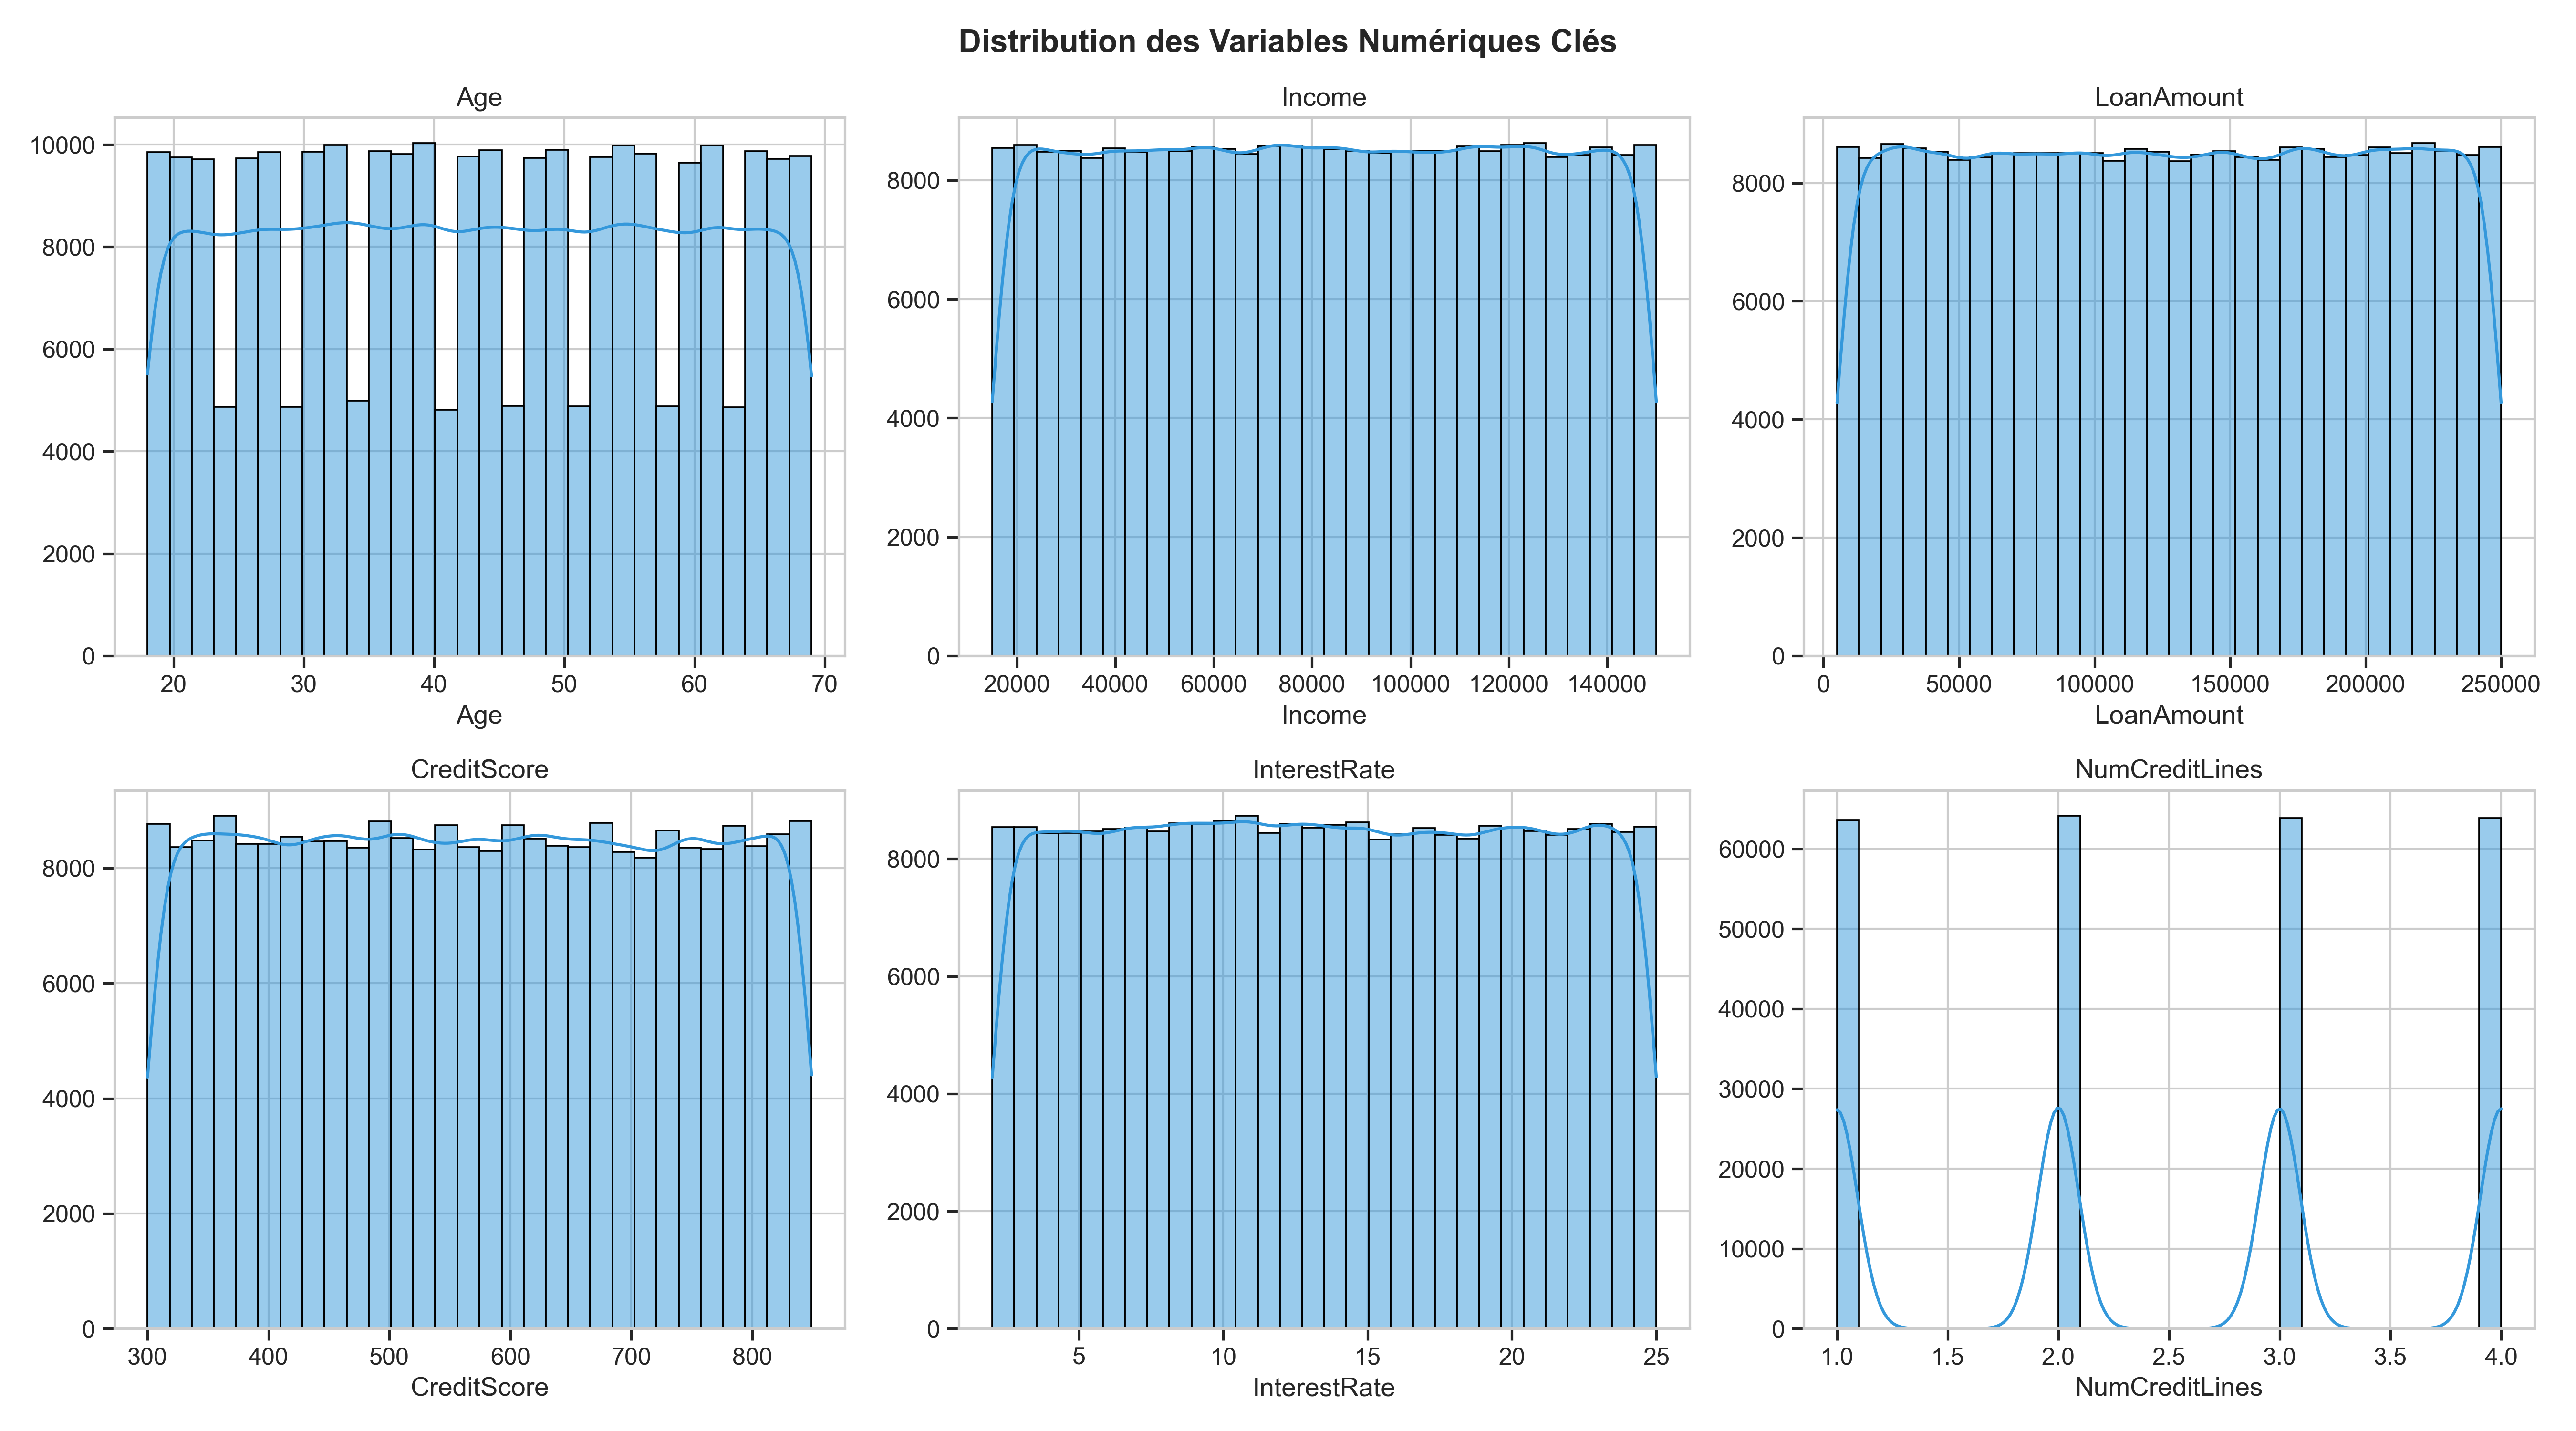 Distribution des Variables Numériques Clés
Age
Income
LoanAmount
10000
8000
6000
4000
2000
0
20 30 40 50 60 70
Age
8000
6000
4000
2000
0
20000 40000 60000 80000 100000 120000 140000
Income
8000
6000
4000
2000
0
0 50000 100000 150000 200000 250000
LoanAmount
CreditScore
InterestRate
NumCreditLines
8000
6000
4000
2000
0
300 400 500 600 700 800
CreditScore
8000
6000
4000
2000
0
5 10 15 20 25
InterestRate
60000
50000
40000
30000
20000
10000
0
1.0 1.5 2.0 2.5 3.0 3.5 4.0
NumCreditLines